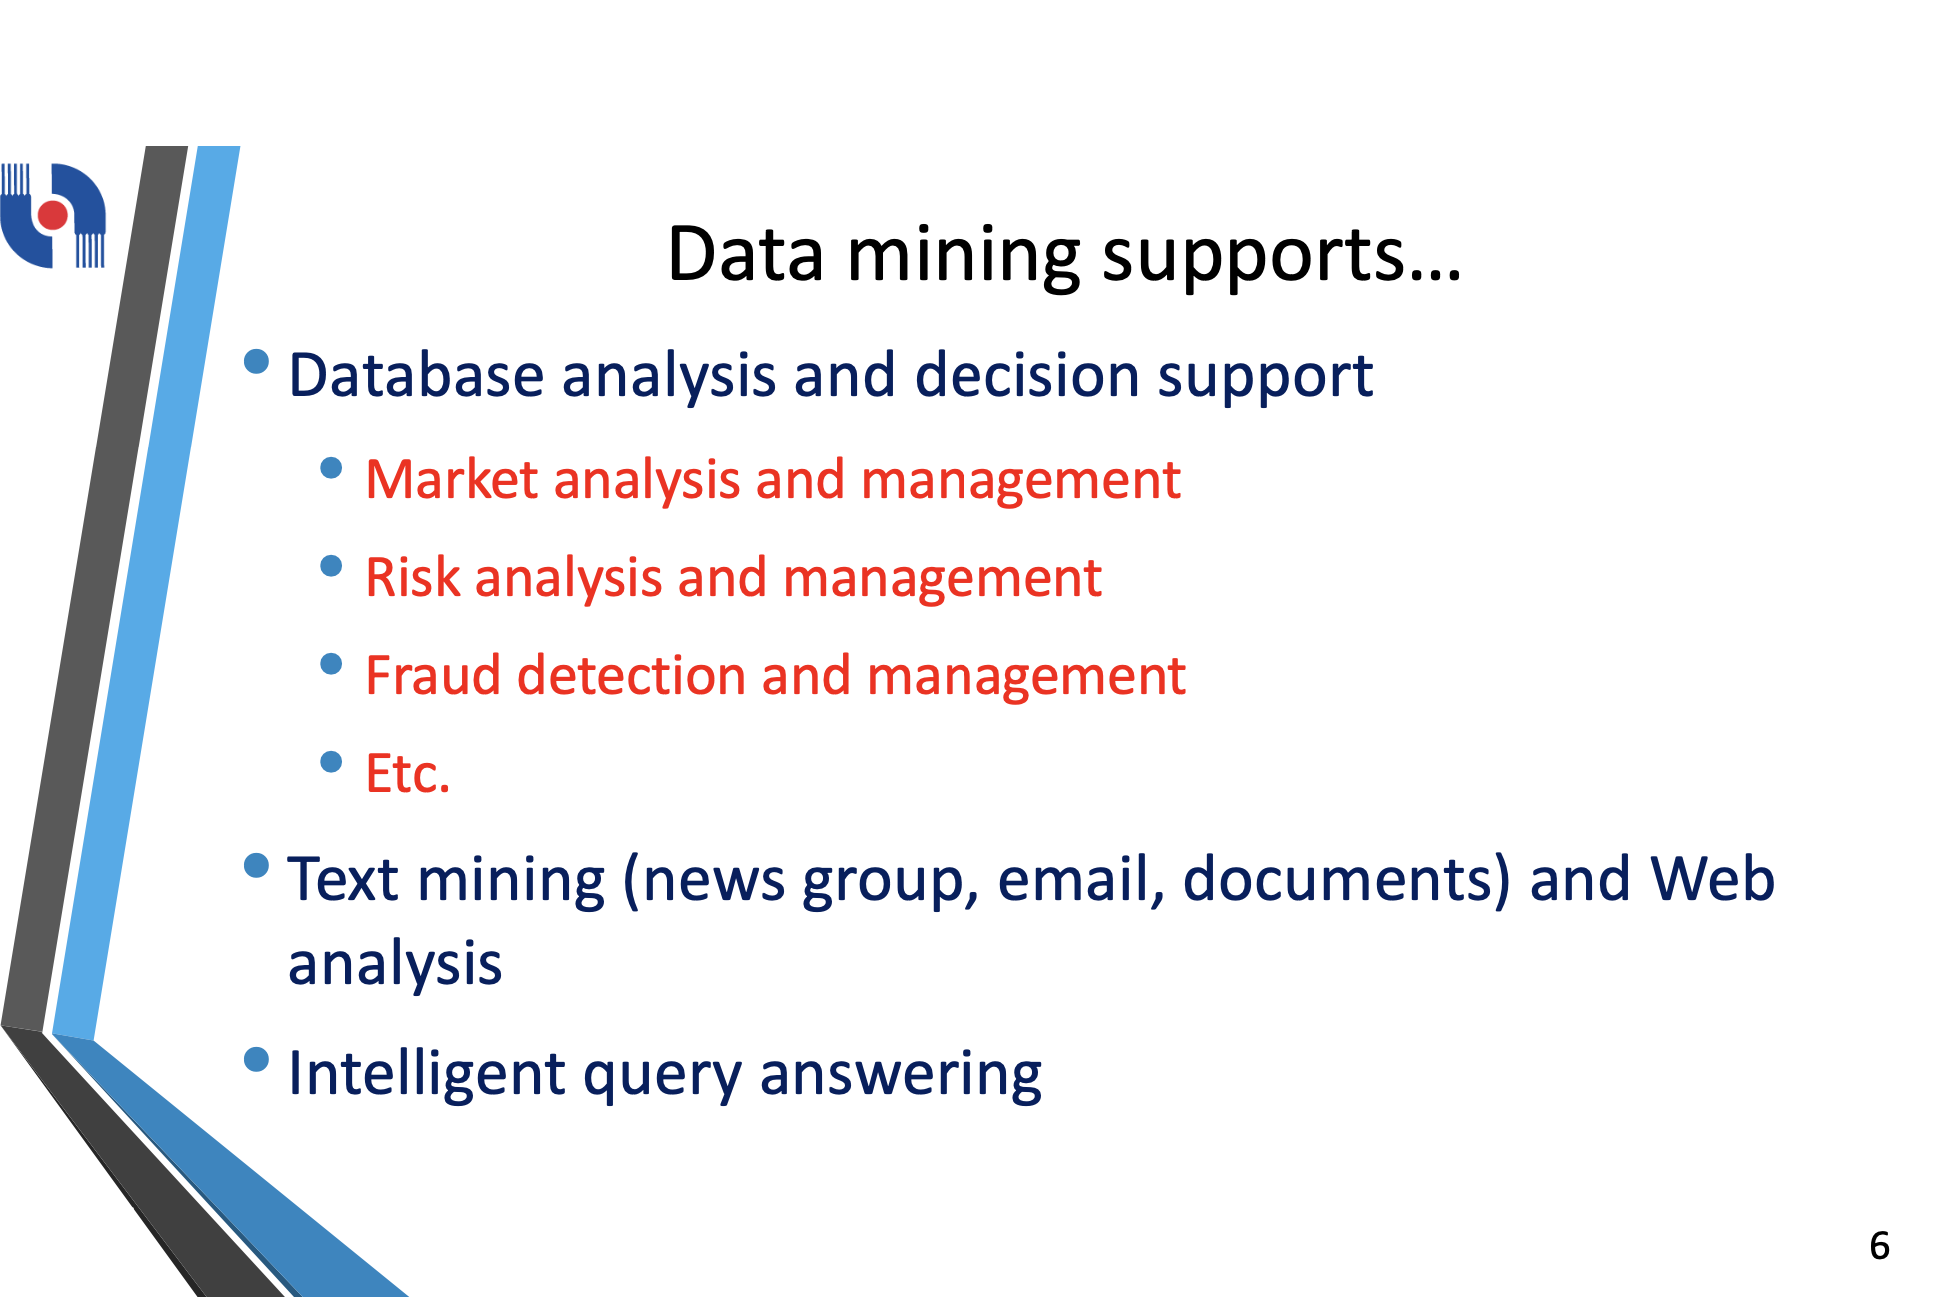 Data mining supports…
• Database analysis and decision support
• Market analysis and management
• Risk analysis and management
• Fraud detection and management
• Etc.
• Text mining (news group, email, documents) and Web
analysis
• Intelligent query answering
6